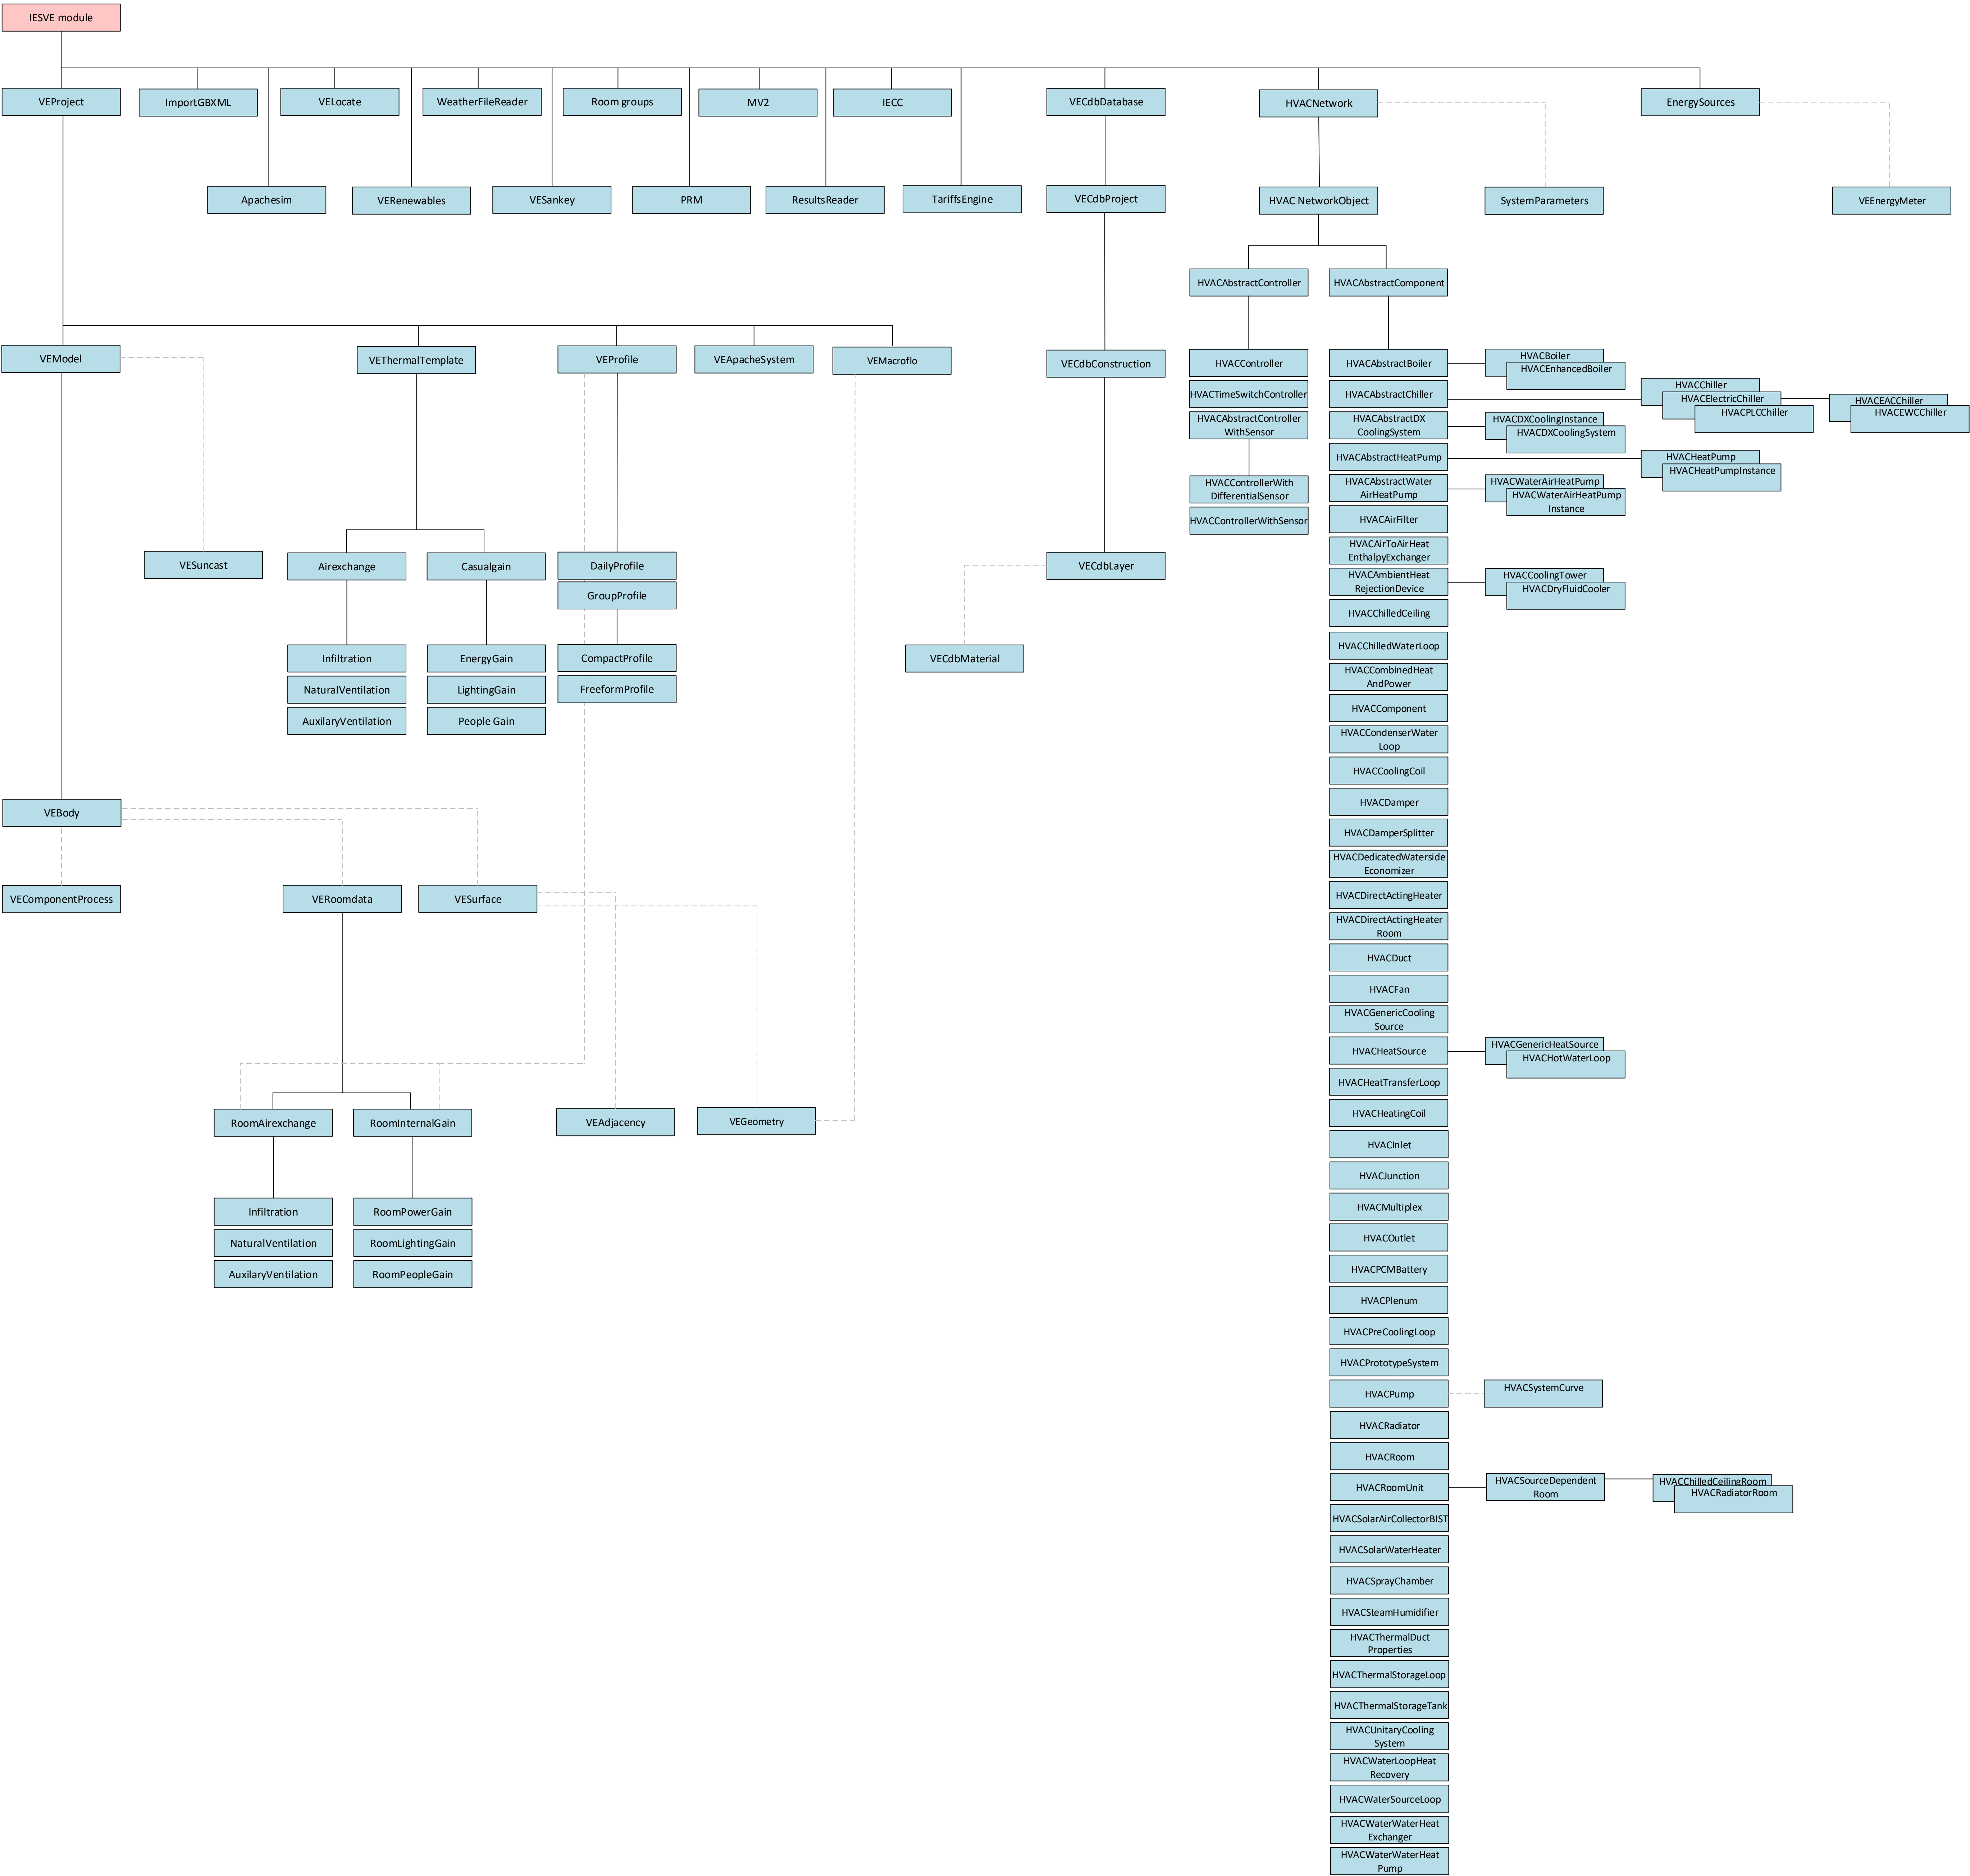 IESVE module
VEProject
ImportGBXML
VELocate
WeatherFileReader
Room groups
MV2
IECC
VECdbDatabase
HVACNetwork
EnergySources
Apachesim
VERenewables
VESankey
PRM
ResultsReader
TariffsEngine
VECdbProject
HVAC NetworkObject
SystemParameters
VEEnergyMeter
HVACAbstractController
HVACAbstractComponent
VEModel
VEThermalTemplate
VEProfile
VEApacheSystem
VEMacroflo
VECdbConstruction
HVACController
HVACTimeSwitchController
HVACAbstractController
WithSensor
HVACControllerWith
DifferentialSensor
HVACControllerWithSensor
HVACAbstractBoiler
HVACBoiler
HVACEnhancedBoiler
HVACAbstractChiller
HVACChiller
HVACElectricChiller
HVACPLCChiller
HVACEACChiller
HVACEWCChiller
HVACAbstractDX
CoolingSystem
HVACDXCoolingInstance
HVACDXCoolingSystem
HVACAbstractHeatPump
HVACHeatPump
HVACHeatPumpInstance
HVACAbstractWater
AirHeatPump
HVACWaterAirHeatPump
HVACWaterAirHeatPump
Instance
HVACAirFilter
HVACAirToAirHeat
EnthalpyExchanger
HVACAmbientHeat
RejectionDevice
HVACCoolingTower
HVACDryFluidCooler
HVACChilledCeiling
HVACChilledWaterLoop
HVACCombinedHeat
AndPower
HVACComponent
HVACCondenserWater
Loop
HVACCoolingCoil
HVACDamper
HVACDamperSplitter
HVACDedicatedWaterside
Economizer
HVACDirectActingHeater
HVACDirectActingHeater
Room
HVACDuct
HVACFan
HVACGenericCooling
Source
HVACHeatSource
HVACGenericHeatSource
HVACHotWaterLoop
HVACHeatTransferLoop
HVACHeatingCoil
HVACInlet
HVACJunction
HVACMultiplex
HVACOutlet
HVACPCMBattery
HVACPlenum
HVACPreCoolingLoop
HVACPrototypeSystem
HVACPump
HVACSystemCurve
HVACRadiator
HVACRoom
HVACRoomUnit
HVACSourceDependent
Room
HVACChilledCeilingRoom
HVACRadiatorRoom
HVACSolarAirCollectorBIST
HVACSolarWaterHeater
HVACSprayChamber
HVACSteamHumidifier
HVACThermalDuct
Properties
HVACThermalStorageLoop
HVACThermalStorageTank
HVACUnitaryCooling
System
HVACWaterLoopHeat
Recovery
HVACWaterSourceLoop
HVACWaterWaterHeat
Exchanger
HVACWaterWaterHeat
Pump
VESuncast
Airexchange
Casualgain
DailyProfile
GroupProfile
VECdbLayer
Infiltration
NaturalVentilation
AuxilaryVentilation
EnergyGain
LightingGain
People Gain
CompactProfile
FreeformProfile
VECdbMaterial
VEBody
VEComponentProcess
VERoomdata
VESurface
RoomAirexchange
RoomInternalGain
VEAdjacency
VEGeometry
Infiltration
NaturalVentilation
AuxilaryVentilation
RoomPowerGain
RoomLightingGain
RoomPeopleGain